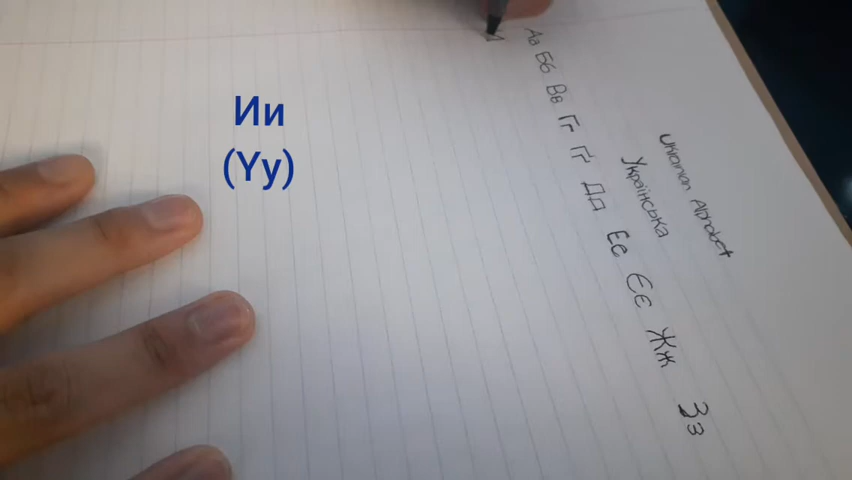 Ukrainian Alphabet
Українська
Аа Бб Вв Гг Ґґ Дд Ее Єє Жж Зз
И
Ии
(Yy)